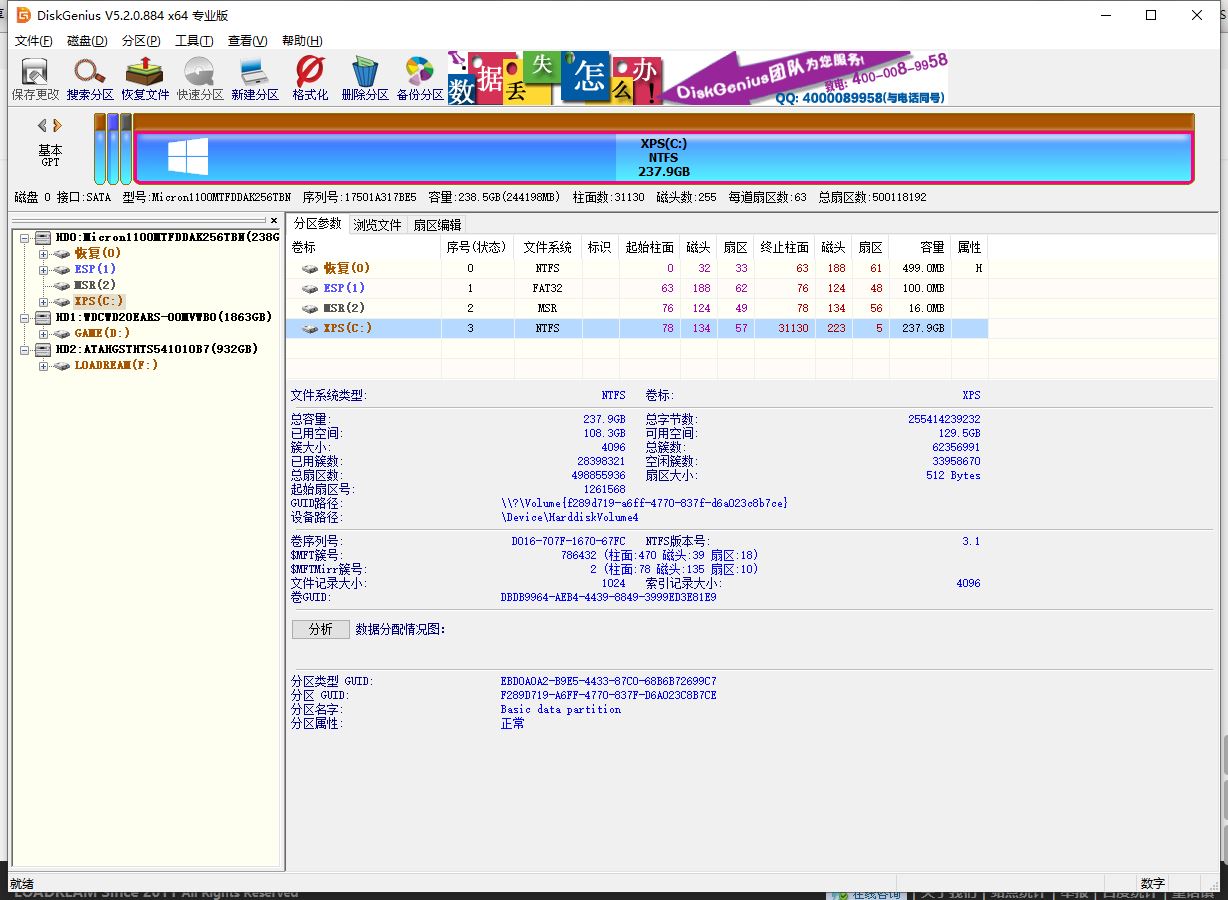 DiskGenius V5.2.0.884 x64 专业版
文件(F) 磁盘(D) 分区(P) 工具(T) 查看(V) 帮助(H)
保存更改 搜索分区 恢复文件 快速分区 新建分区 格式化 删除分区 备份分区
数据丢失怎么办!
DiskGenius团队为您服务!
致电: 400-008-9958
QQ: 4000089958(与电话同号)
基本
GPT
XPS(C:)
NTFS
237.9GB
磁盘 0 接口:SATA 型号:Micron1100MTFDDAK256TBN 序列号:17501A317BE5 容量:238.5GB(244198MB) 柱面数:31130 磁头数:255 每道扇区数:63 总扇区数:500118192
HD0:Micron1100MTFDDAK256TBN(238G
恢复(0)
ESP(1)
MSR(2)
XPS(C:)
HD1:WDCWD20EARS-00MVWB0(1863GB)
GAME(D:)
HD2:ATAHGSTHTS541010B7(932GB)
LOADREAM(F:)
分区参数 浏览文件 扇区编辑
卷标 序号(状态) 文件系统 标识 起始柱面 磁头 扇区 终止柱面 磁头 扇区 容量 属性
恢复(0) 0 NTFS 0 32 33 63 188 61 499.0MB H
ESP(1) 1 FAT32 63 188 62 76 124 48 100.0MB
MSR(2) 2 MSR 76 124 49 78 134 56 16.0MB
XPS(C:) 3 NTFS 78 134 57 31130 223 5 237.9GB
文件系统类型: NTFS 卷标: XPS
总容量: 237.9GB 总字节数: 255414239232
已用空间: 108.3GB 可用空间: 129.5GB
簇大小: 4096 总簇数: 62356991
已用簇数: 28398321 空闲簇数: 33958670
总扇区数: 498855936 扇区大小: 512 Bytes
起始扇区号: 1261568
GUID路径: \\?\Volume{f289d719-a6ff-4770-837f-d6a023c8b7ce}
设备路径: \Device\HarddiskVolume4
卷序列号: D016-707F-1670-67FC NTFS版本号: 3.1
$MFT簇号: 786432 (柱面:470 磁头:39 扇区:18)
$MFTMirr簇号: 2 (柱面:78 磁头:135 扇区:10)
文件记录大小: 1024 索引记录大小: 4096
卷GUID: DBDB9964-AEB4-4439-8849-3999ED3E81E9
分析 数据分配情况图:
分区类型 GUID: EBD0A0A2-B9E5-4433-87C0-68B6B72699C7
分区 GUID: F289D719-A6FF-4770-837F-D6A023C8B7CE
分区名字: Basic data partition
分区属性: 正常
就绪 数字
LOADREAM Since 2011 All Rights Reserved